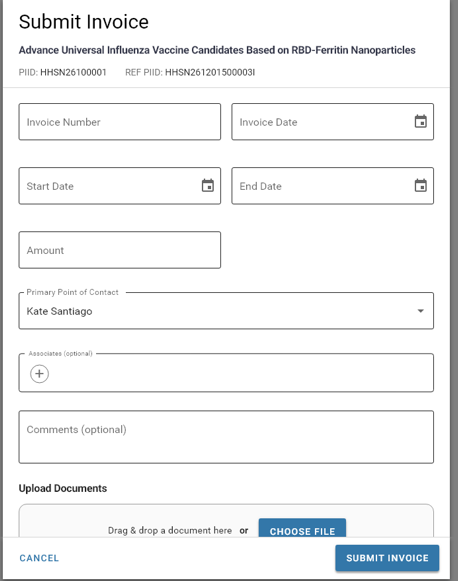 Submit Invoice
Advance Universal Influenza Vaccine Candidates Based on RBD-Ferritin Nanoparticles
PIID: HHSN26100001 REF PIID: HHSN261201500003I
Invoice Number
Invoice Date
Start Date
End Date
Amount
Primary Point of Contact
Kate Santiago
Associates (optional)
Comments (optional)
Upload Documents
Drag & drop a document here or CHOOSE FILE
CANCEL
SUBMIT INVOICE